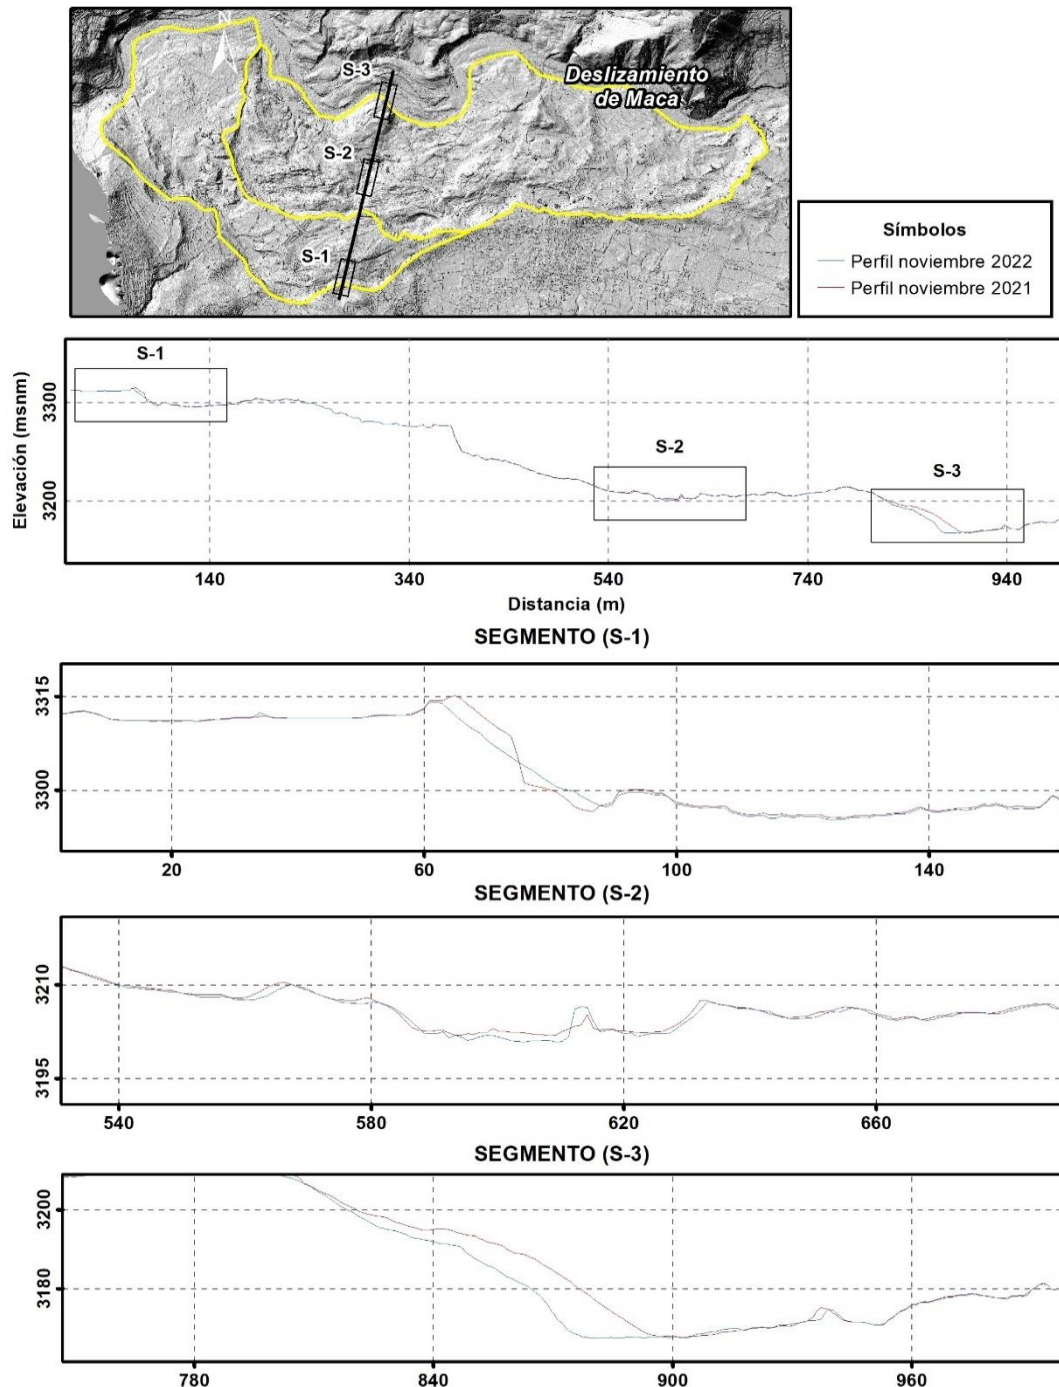 N
S-3
Deslizamiento
de Maca
S-2
S-1
Símbolos
Perfil noviembre 2022
Perfil noviembre 2021
S-1
S-2
S-3
Elevación (msnm)
3300
3200
140 340 540 740 940
Distancia (m)
SEGMENTO (S-1)
3315
3300
20 60 100 140
SEGMENTO (S-2)
3210
3195
540 580 620 660
SEGMENTO (S-3)
3200
3180
780 840 900 960